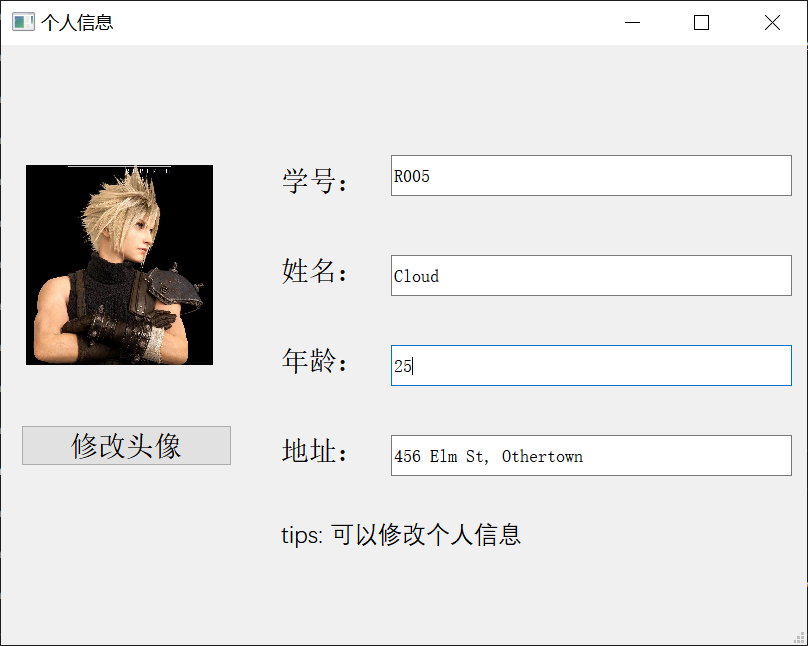 个人信息
学号：
R005
姓名：
Cloud
年龄：
25
地址：
456 Elm St, Othertown
修改头像
tips: 可以修改个人信息